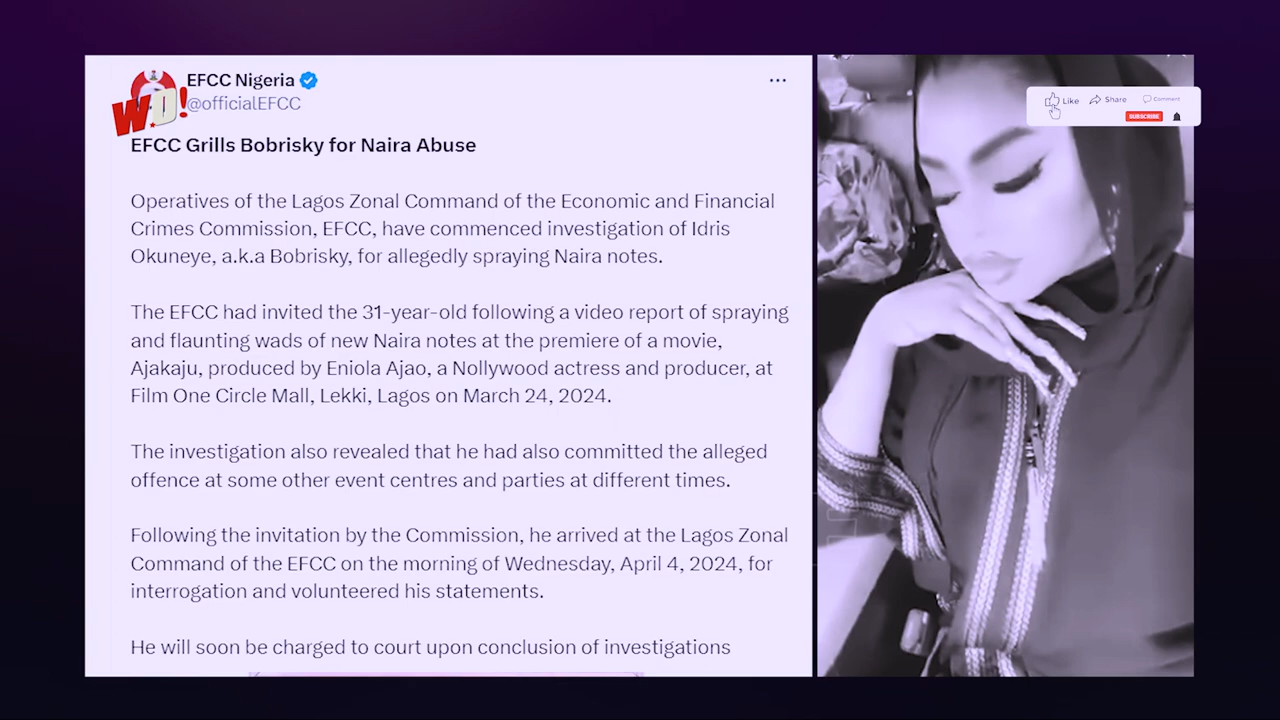 EFCC Nigeria
W.D!
@officialEFCC
EFCC Grills Bobrisky for Naira Abuse
Operatives of the Lagos Zonal Command of the Economic and Financial
Crimes Commission, EFCC, have commenced investigation of Idris
Okuneye, a.k.a Bobrisky, for allegedly spraying Naira notes.
The EFCC had invited the 31-year-old following a video report of spraying
and flaunting wads of new Naira notes at the premiere of a movie,
Ajakaju, produced by Eniola Ajao, a Nollywood actress and producer, at
Film One Circle Mall, Lekki, Lagos on March 24, 2024.
The investigation also revealed that he had also committed the alleged
offence at some other event centres and parties at different times.
Following the invitation by the Commission, he arrived at the Lagos Zonal
Command of the EFCC on the morning of Wednesday, April 4, 2024, for
interrogation and volunteered his statements.
He will soon be charged to court upon conclusion of investigations
Like Share Comment
SUBSCRIBE